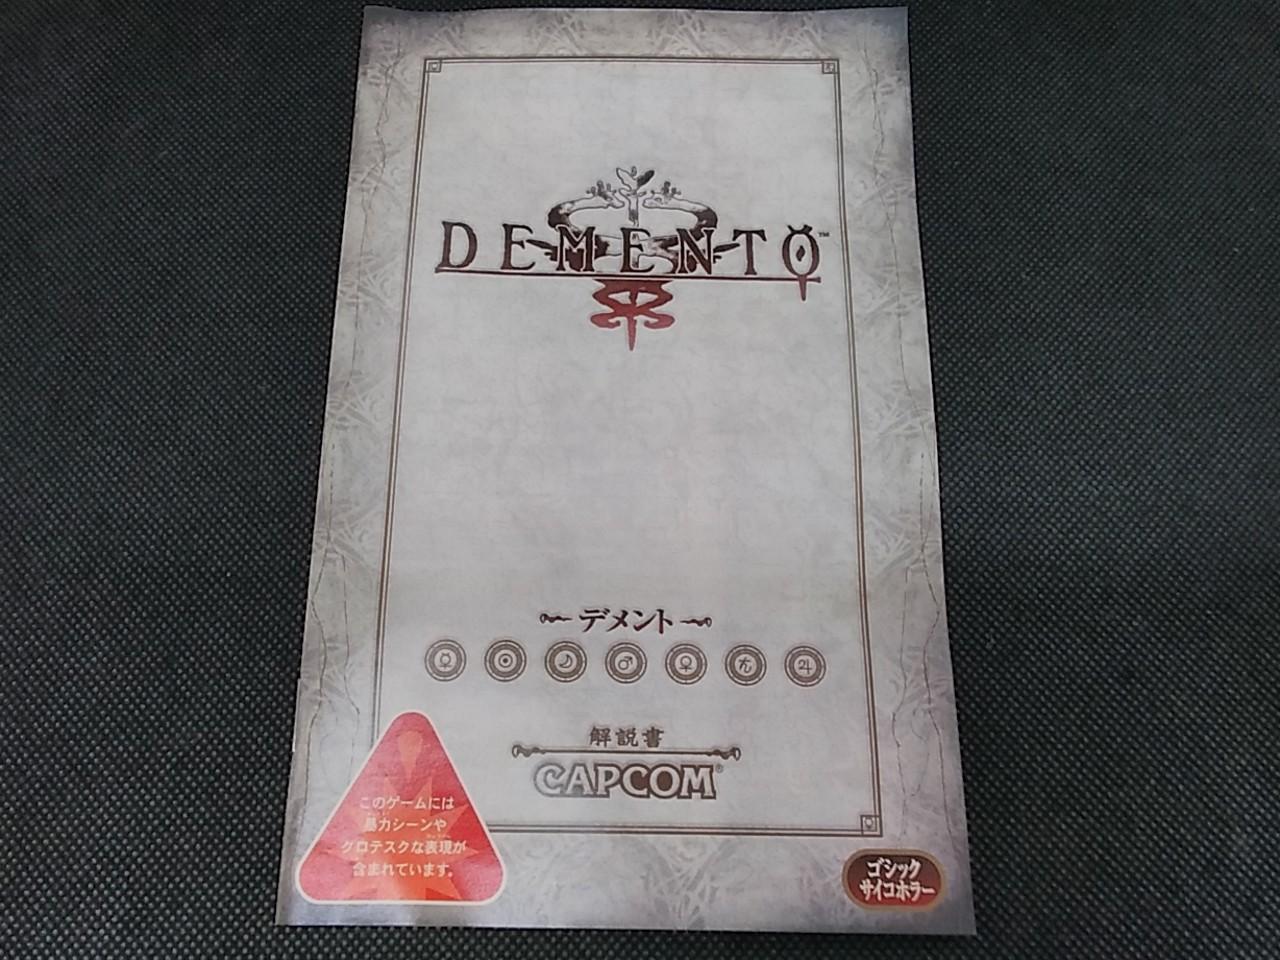 DEMENTO™
デメント
解説書
CAPCOM®
このゲームには
暴力シーンや
グロテスクな表現が
含まれています。
ゴシック
サイコホラー